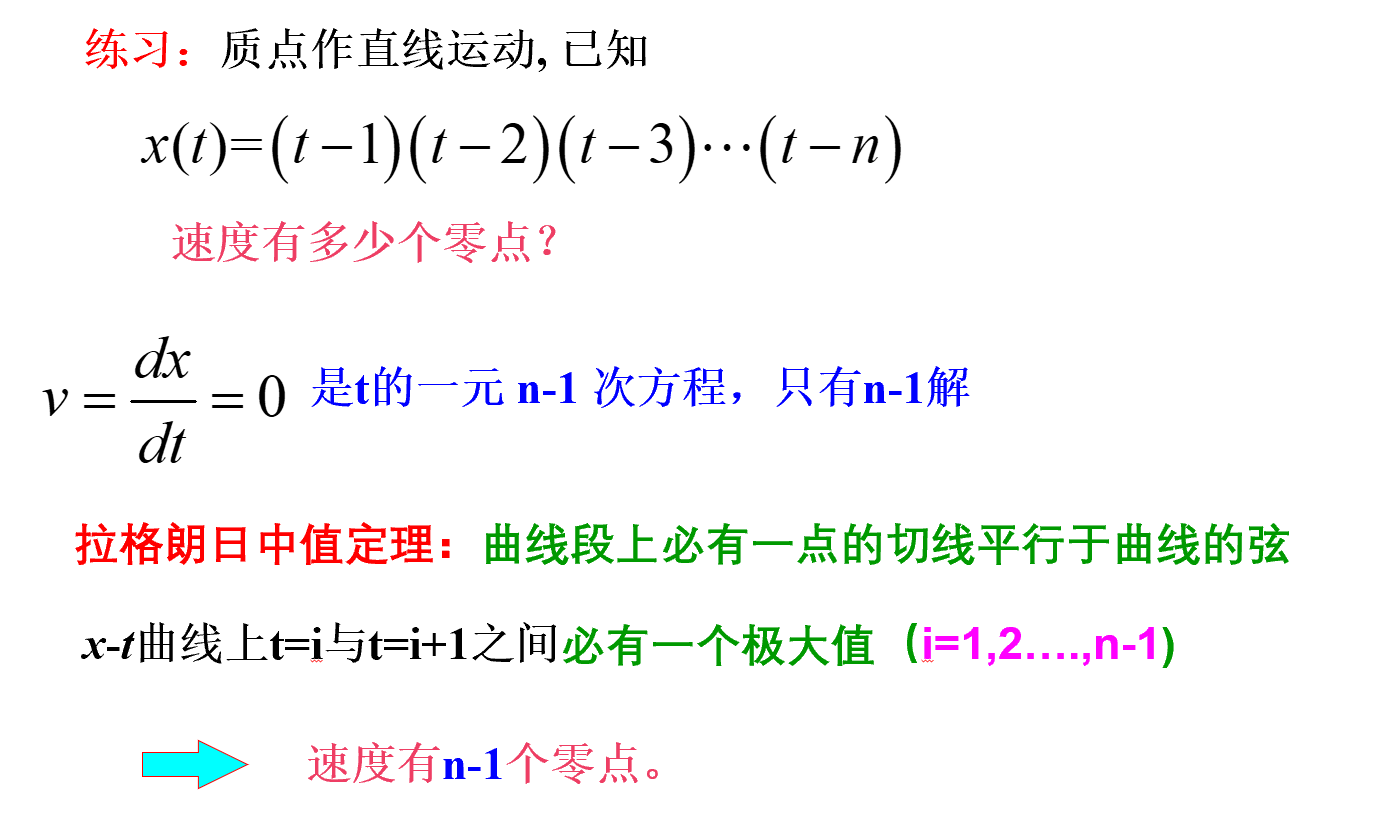 练习：质点作直线运动, 已知
x(t)=(t−1)(t−2)(t−3)⋯(t−n)
速度有多少个零点？
v = dx/dt = 0 是t的一元 n-1 次方程，只有n-1解
拉格朗日中值定理：曲线段上必有一点的切线平行于曲线的弦
x-t曲线上t=i与t=i+1之间必有一个极大值（i=1,2….,n-1)
速度有n-1个零点。